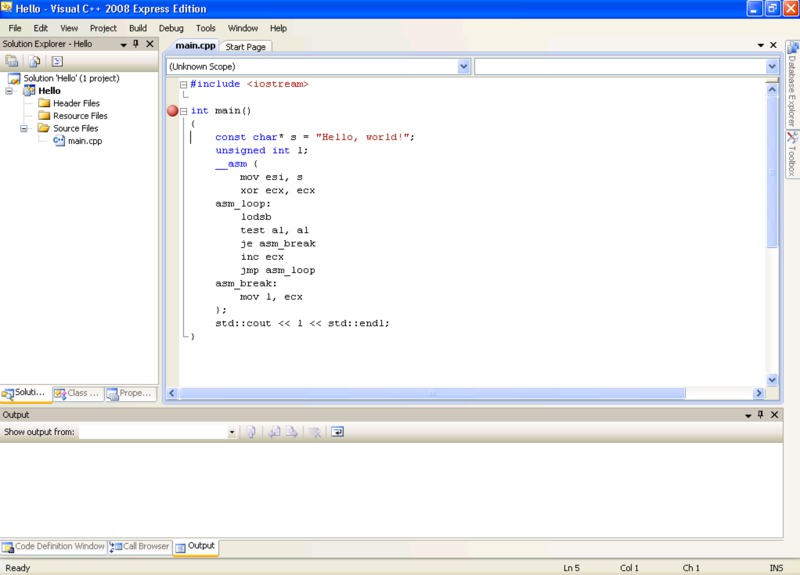 Hello - Visual C++ 2008 Express Edition
File Edit View Project Build Debug Tools Window Help
Solution Explorer - Hello
Solution 'Hello' (1 project)
Hello
Header Files
Resource Files
Source Files
main.cpp
Soluti... Class ... Prope...
main.cpp Start Page
(Unknown Scope)
#include <iostream>
int main()
{
const char* s = "Hello, world!";
unsigned int l;
__asm (
mov esi, s
xor ecx, ecx
asm_loop:
lodsb
test al, al
je asm_break
inc ecx
jmp asm_loop
asm_break:
mov l, ecx
);
std::cout << l << std::endl;
}
Database Explorer
Toolbox
Output
Show output from:
Code Definition Window Call Browser Output
Ready Ln 5 Col 1 Ch 1 INS